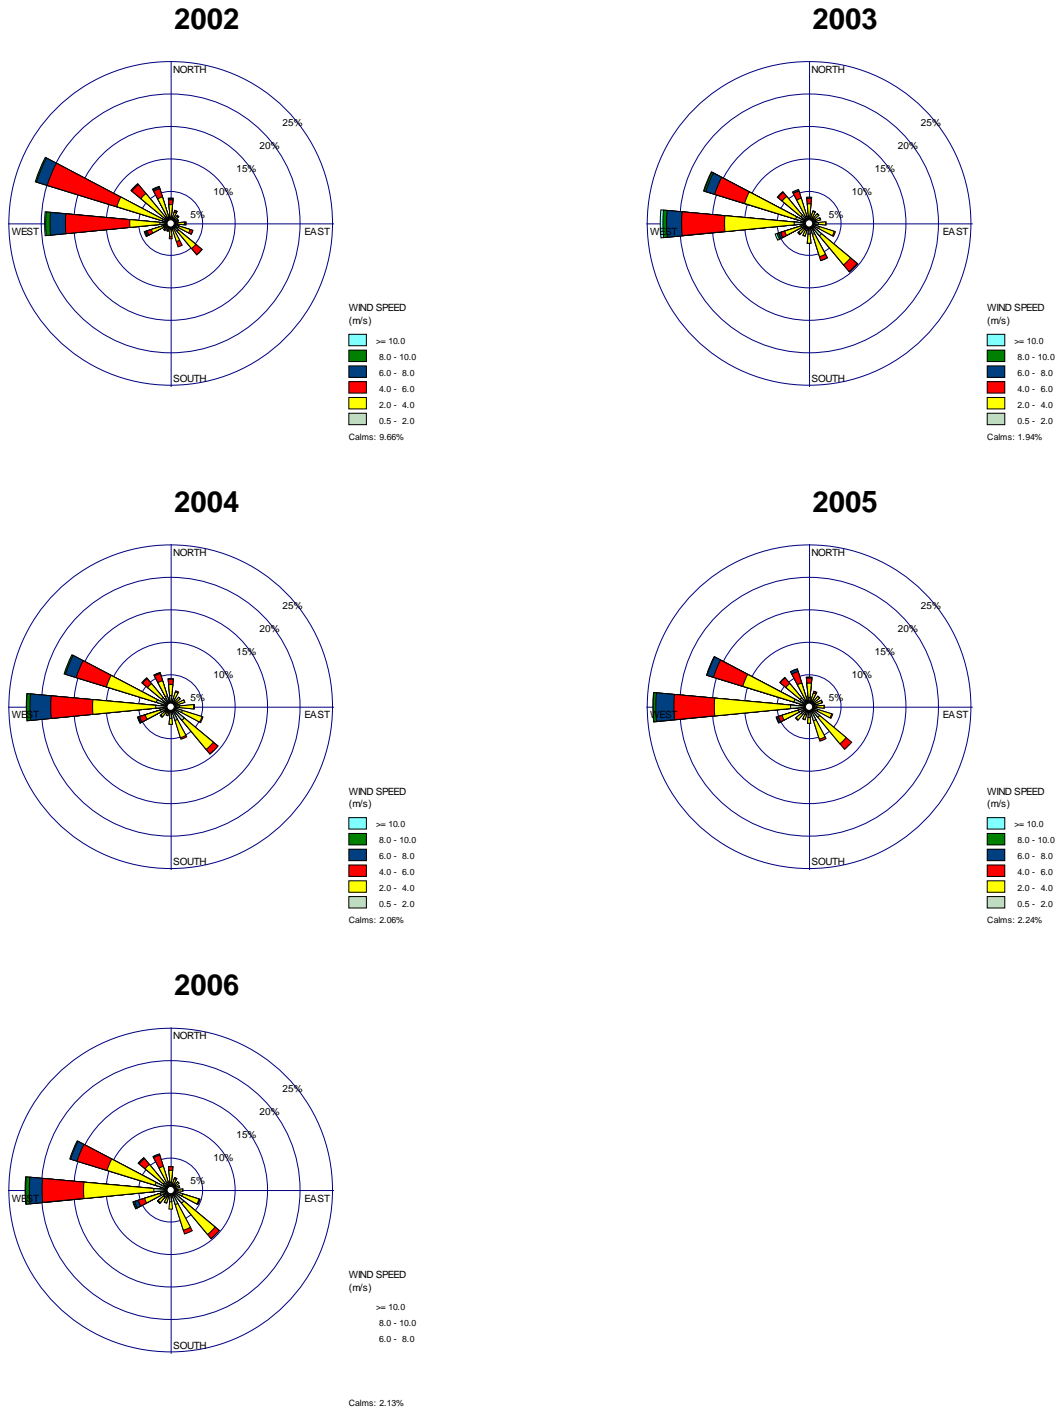 2002
NORTH
25%
20%
15%
10%
5%
WEST
EAST
SOUTH
WIND SPEED
(m/s)
>= 10.0
8.0 - 10.0
6.0 - 8.0
4.0 - 6.0
2.0 - 4.0
0.5 - 2.0
Calms: 9.66%
2003
NORTH
25%
20%
15%
10%
5%
WEST
EAST
SOUTH
WIND SPEED
(m/s)
>= 10.0
8.0 - 10.0
6.0 - 8.0
4.0 - 6.0
2.0 - 4.0
0.5 - 2.0
Calms: 1.94%
2004
NORTH
25%
20%
15%
10%
5%
WEST
EAST
SOUTH
WIND SPEED
(m/s)
>= 10.0
8.0 - 10.0
6.0 - 8.0
4.0 - 6.0
2.0 - 4.0
0.5 - 2.0
Calms: 2.06%
2005
NORTH
25%
20%
15%
10%
5%
WEST
EAST
SOUTH
WIND SPEED
(m/s)
>= 10.0
8.0 - 10.0
6.0 - 8.0
4.0 - 6.0
2.0 - 4.0
0.5 - 2.0
Calms: 2.24%
2006
NORTH
25%
20%
15%
10%
5%
WEST
EAST
SOUTH
WIND SPEED
(m/s)
>= 10.0
8.0 - 10.0
6.0 - 8.0
Calms: 2.13%